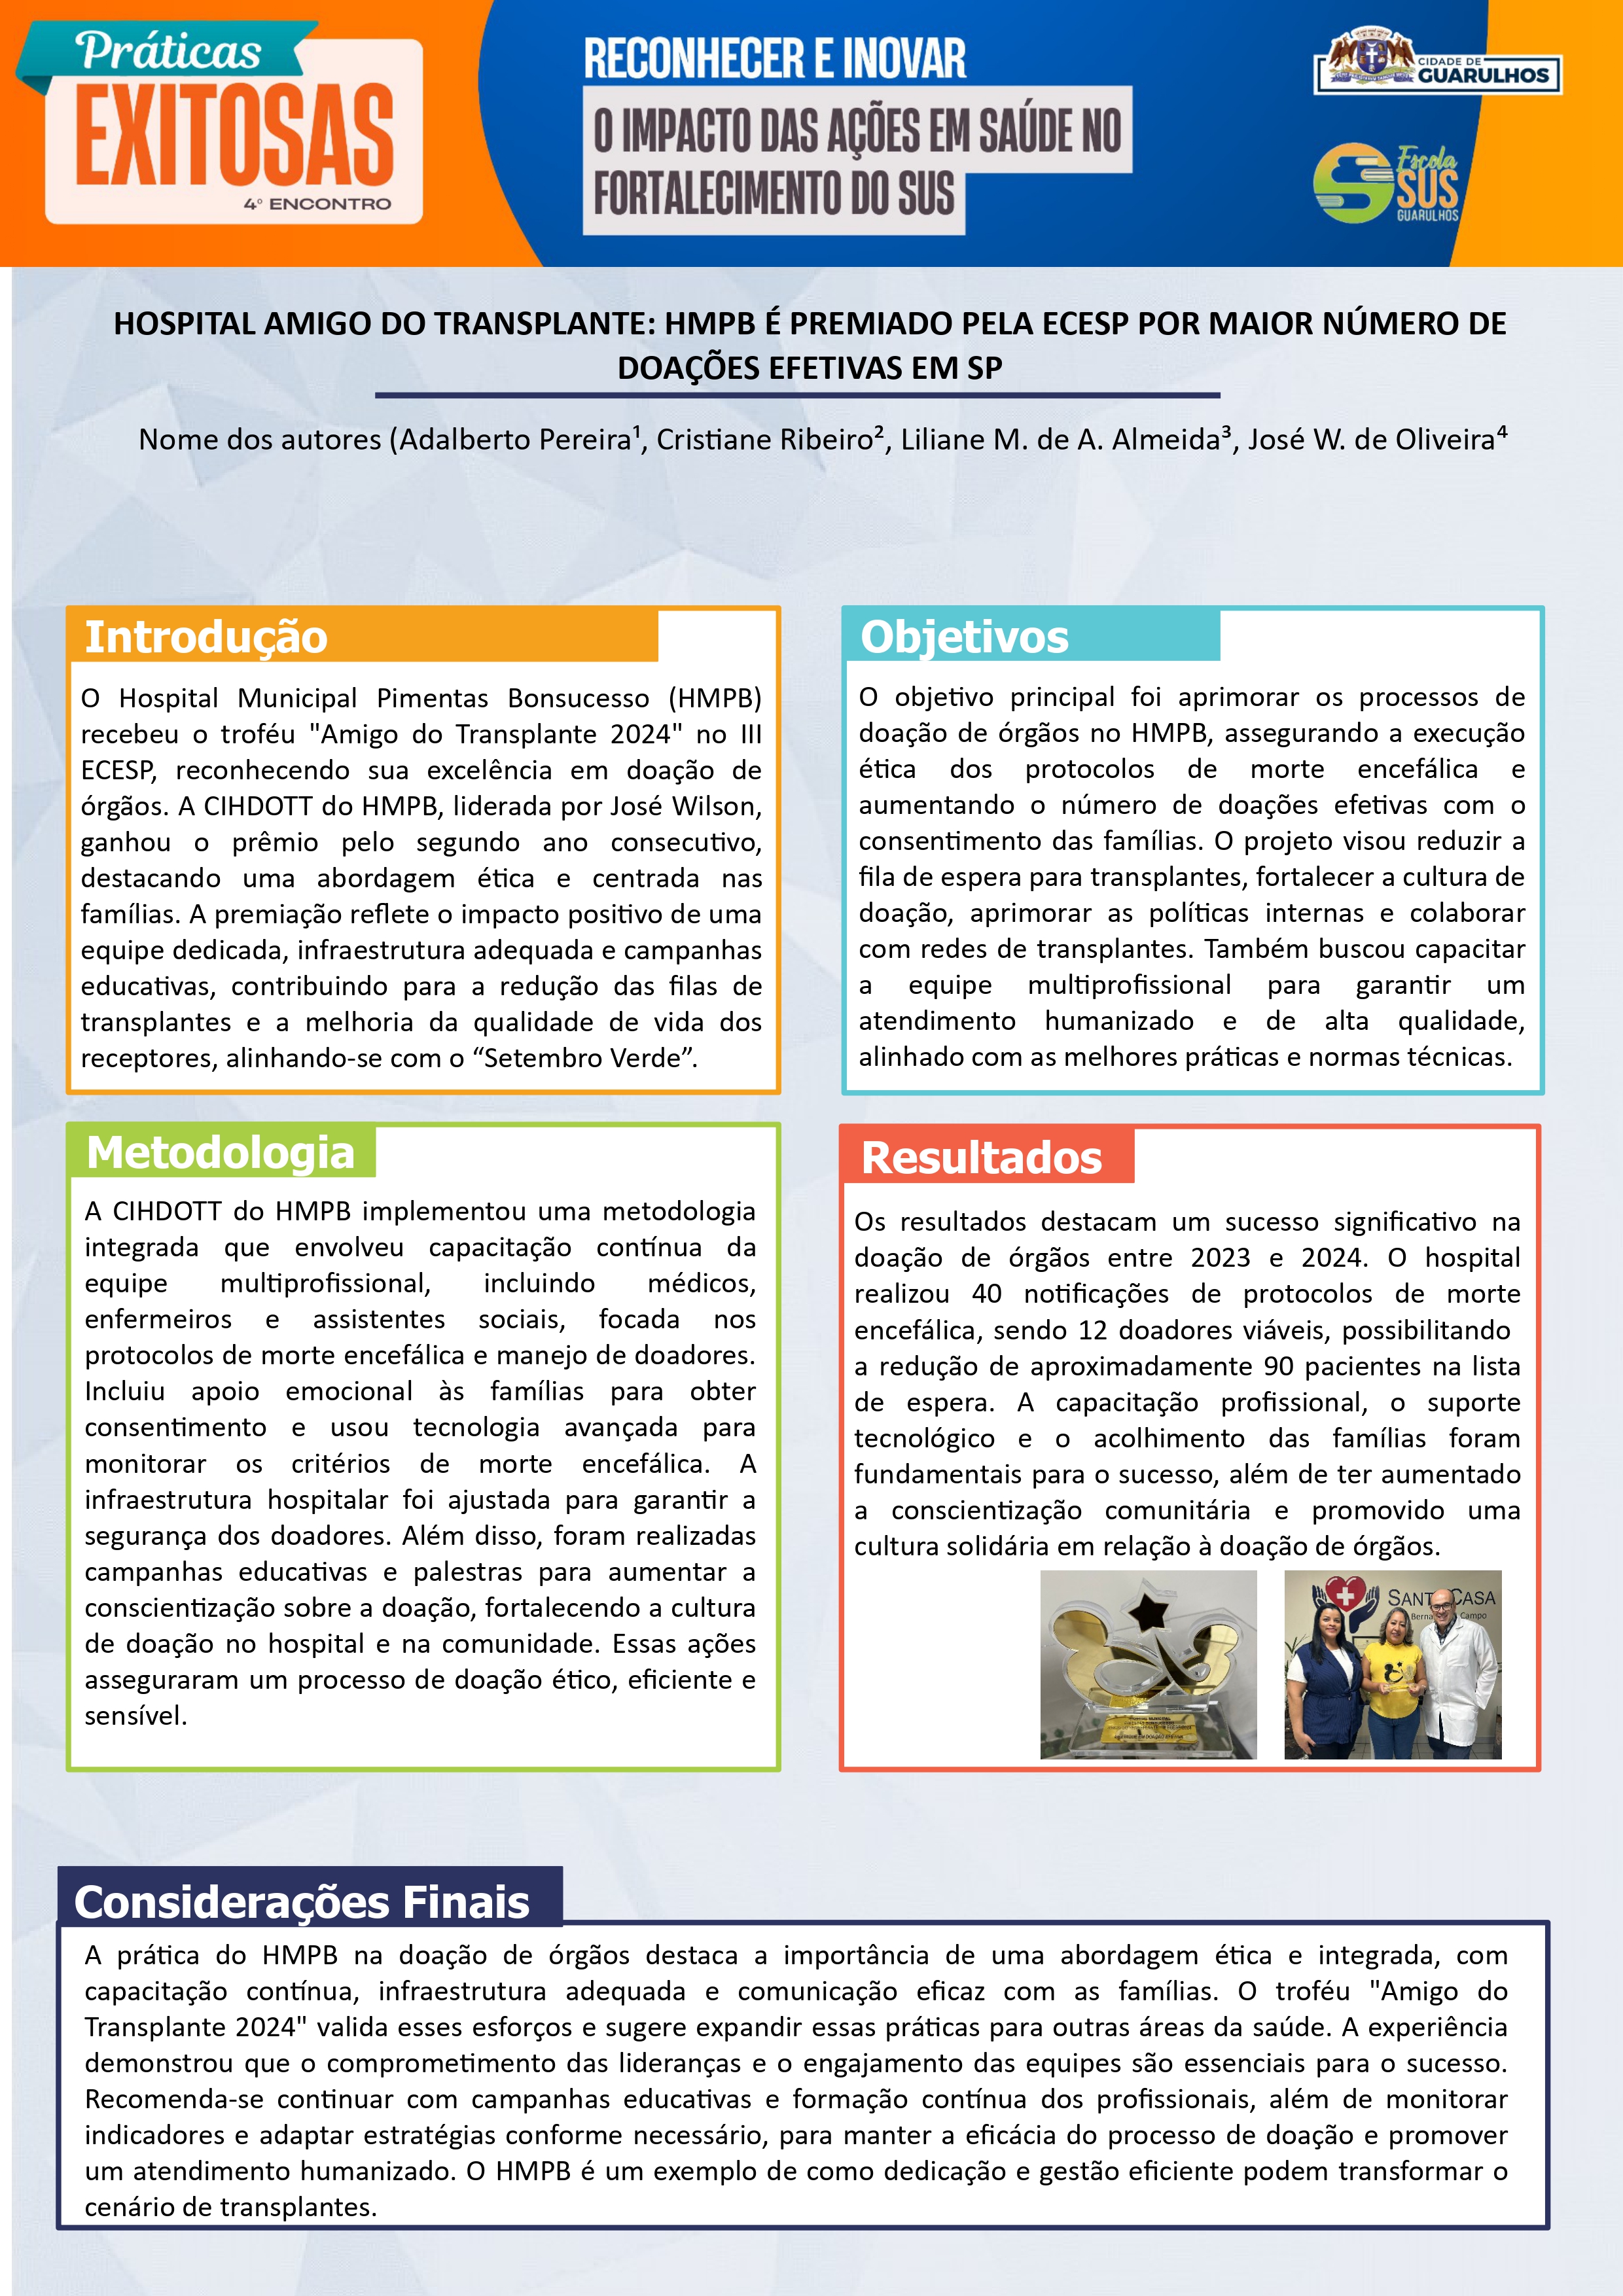 Práticas
EXITOSAS
4º ENCONTRO
RECONHECER E INOVAR
O IMPACTO DAS AÇÕES EM SAÚDE NO
FORTALECIMENTO DO SUS
CIDADE DE
GUARULHOS
Escola
SUS
GUARULHOS
HOSPITAL AMIGO DO TRANSPLANTE: HMPB É PREMIADO PELA ECESP POR MAIOR NÚMERO DE
DOAÇÕES EFETIVAS EM SP
Nome dos autores (Adalberto Pereira¹, Cristiane Ribeiro², Liliane M. de A. Almeida³, José W. de Oliveira⁴
Introdução
O Hospital Municipal Pimentas Bonsucesso (HMPB)
recebeu o troféu "Amigo do Transplante 2024" no III
ECESP, reconhecendo sua excelência em doação de
órgãos. A CIHDOTT do HMPB, liderada por José Wilson,
ganhou o prêmio pelo segundo ano consecutivo,
destacando uma abordagem ética e centrada nas
famílias. A premiação reflete o impacto positivo de uma
equipe dedicada, infraestrutura adequada e campanhas
educativas, contribuindo para a redução das filas de
transplantes e a melhoria da qualidade de vida dos
receptores, alinhando-se com o “Setembro Verde”.
Objetivos
O objetivo principal foi aprimorar os processos de
doação de órgãos no HMPB, assegurando a execução
ética dos protocolos de morte encefálica e
aumentando o número de doações efetivas com o
consentimento das famílias. O projeto visou reduzir a
fila de espera para transplantes, fortalecer a cultura de
doação, aprimorar as políticas internas e colaborar
com redes de transplantes. Também buscou capacitar
a equipe multiprofissional para garantir um
atendimento humanizado e de alta qualidade,
alinhado com as melhores práticas e normas técnicas.
Metodologia
A CIHDOTT do HMPB implementou uma metodologia
integrada que envolveu capacitação contínua da
equipe multiprofissional, incluindo médicos,
enfermeiros e assistentes sociais, focada nos
protocolos de morte encefálica e manejo de doadores.
Incluiu apoio emocional às famílias para obter
consentimento e usou tecnologia avançada para
monitorar os critérios de morte encefálica. A
infraestrutura hospitalar foi ajustada para garantir a
segurança dos doadores. Além disso, foram realizadas
campanhas educativas e palestras para aumentar a
conscientização sobre a doação, fortalecendo a cultura
de doação no hospital e na comunidade. Essas ações
asseguraram um processo de doação ético, eficiente e
sensível.
Resultados
Os resultados destacam um sucesso significativo na
doação de órgãos entre 2023 e 2024. O hospital
realizou 40 notificações de protocolos de morte
encefálica, sendo 12 doadores viáveis, possibilitando
a redução de aproximadamente 90 pacientes na lista
de espera. A capacitação profissional, o suporte
tecnológico e o acolhimento das famílias foram
fundamentais para o sucesso, além de ter aumentado
a conscientização comunitária e promovido uma
cultura solidária em relação à doação de órgãos.
CASA
Campo
Considerações Finais
A prática do HMPB na doação de órgãos destaca a importância de uma abordagem ética e integrada, com
capacitação contínua, infraestrutura adequada e comunicação eficaz com as famílias. O troféu "Amigo do
Transplante 2024" valida esses esforços e sugere expandir essas práticas para outras áreas da saúde. A experiência
demonstrou que o comprometimento das lideranças e o engajamento das equipes são essenciais para o sucesso.
Recomenda-se continuar com campanhas educativas e formação contínua dos profissionais, além de monitorar
indicadores e adaptar estratégias conforme necessário, para manter a eficácia do processo de doação e promover
um atendimento humanizado. O HMPB é um exemplo de como dedicação e gestão eficiente podem transformar o
cenário de transplantes.